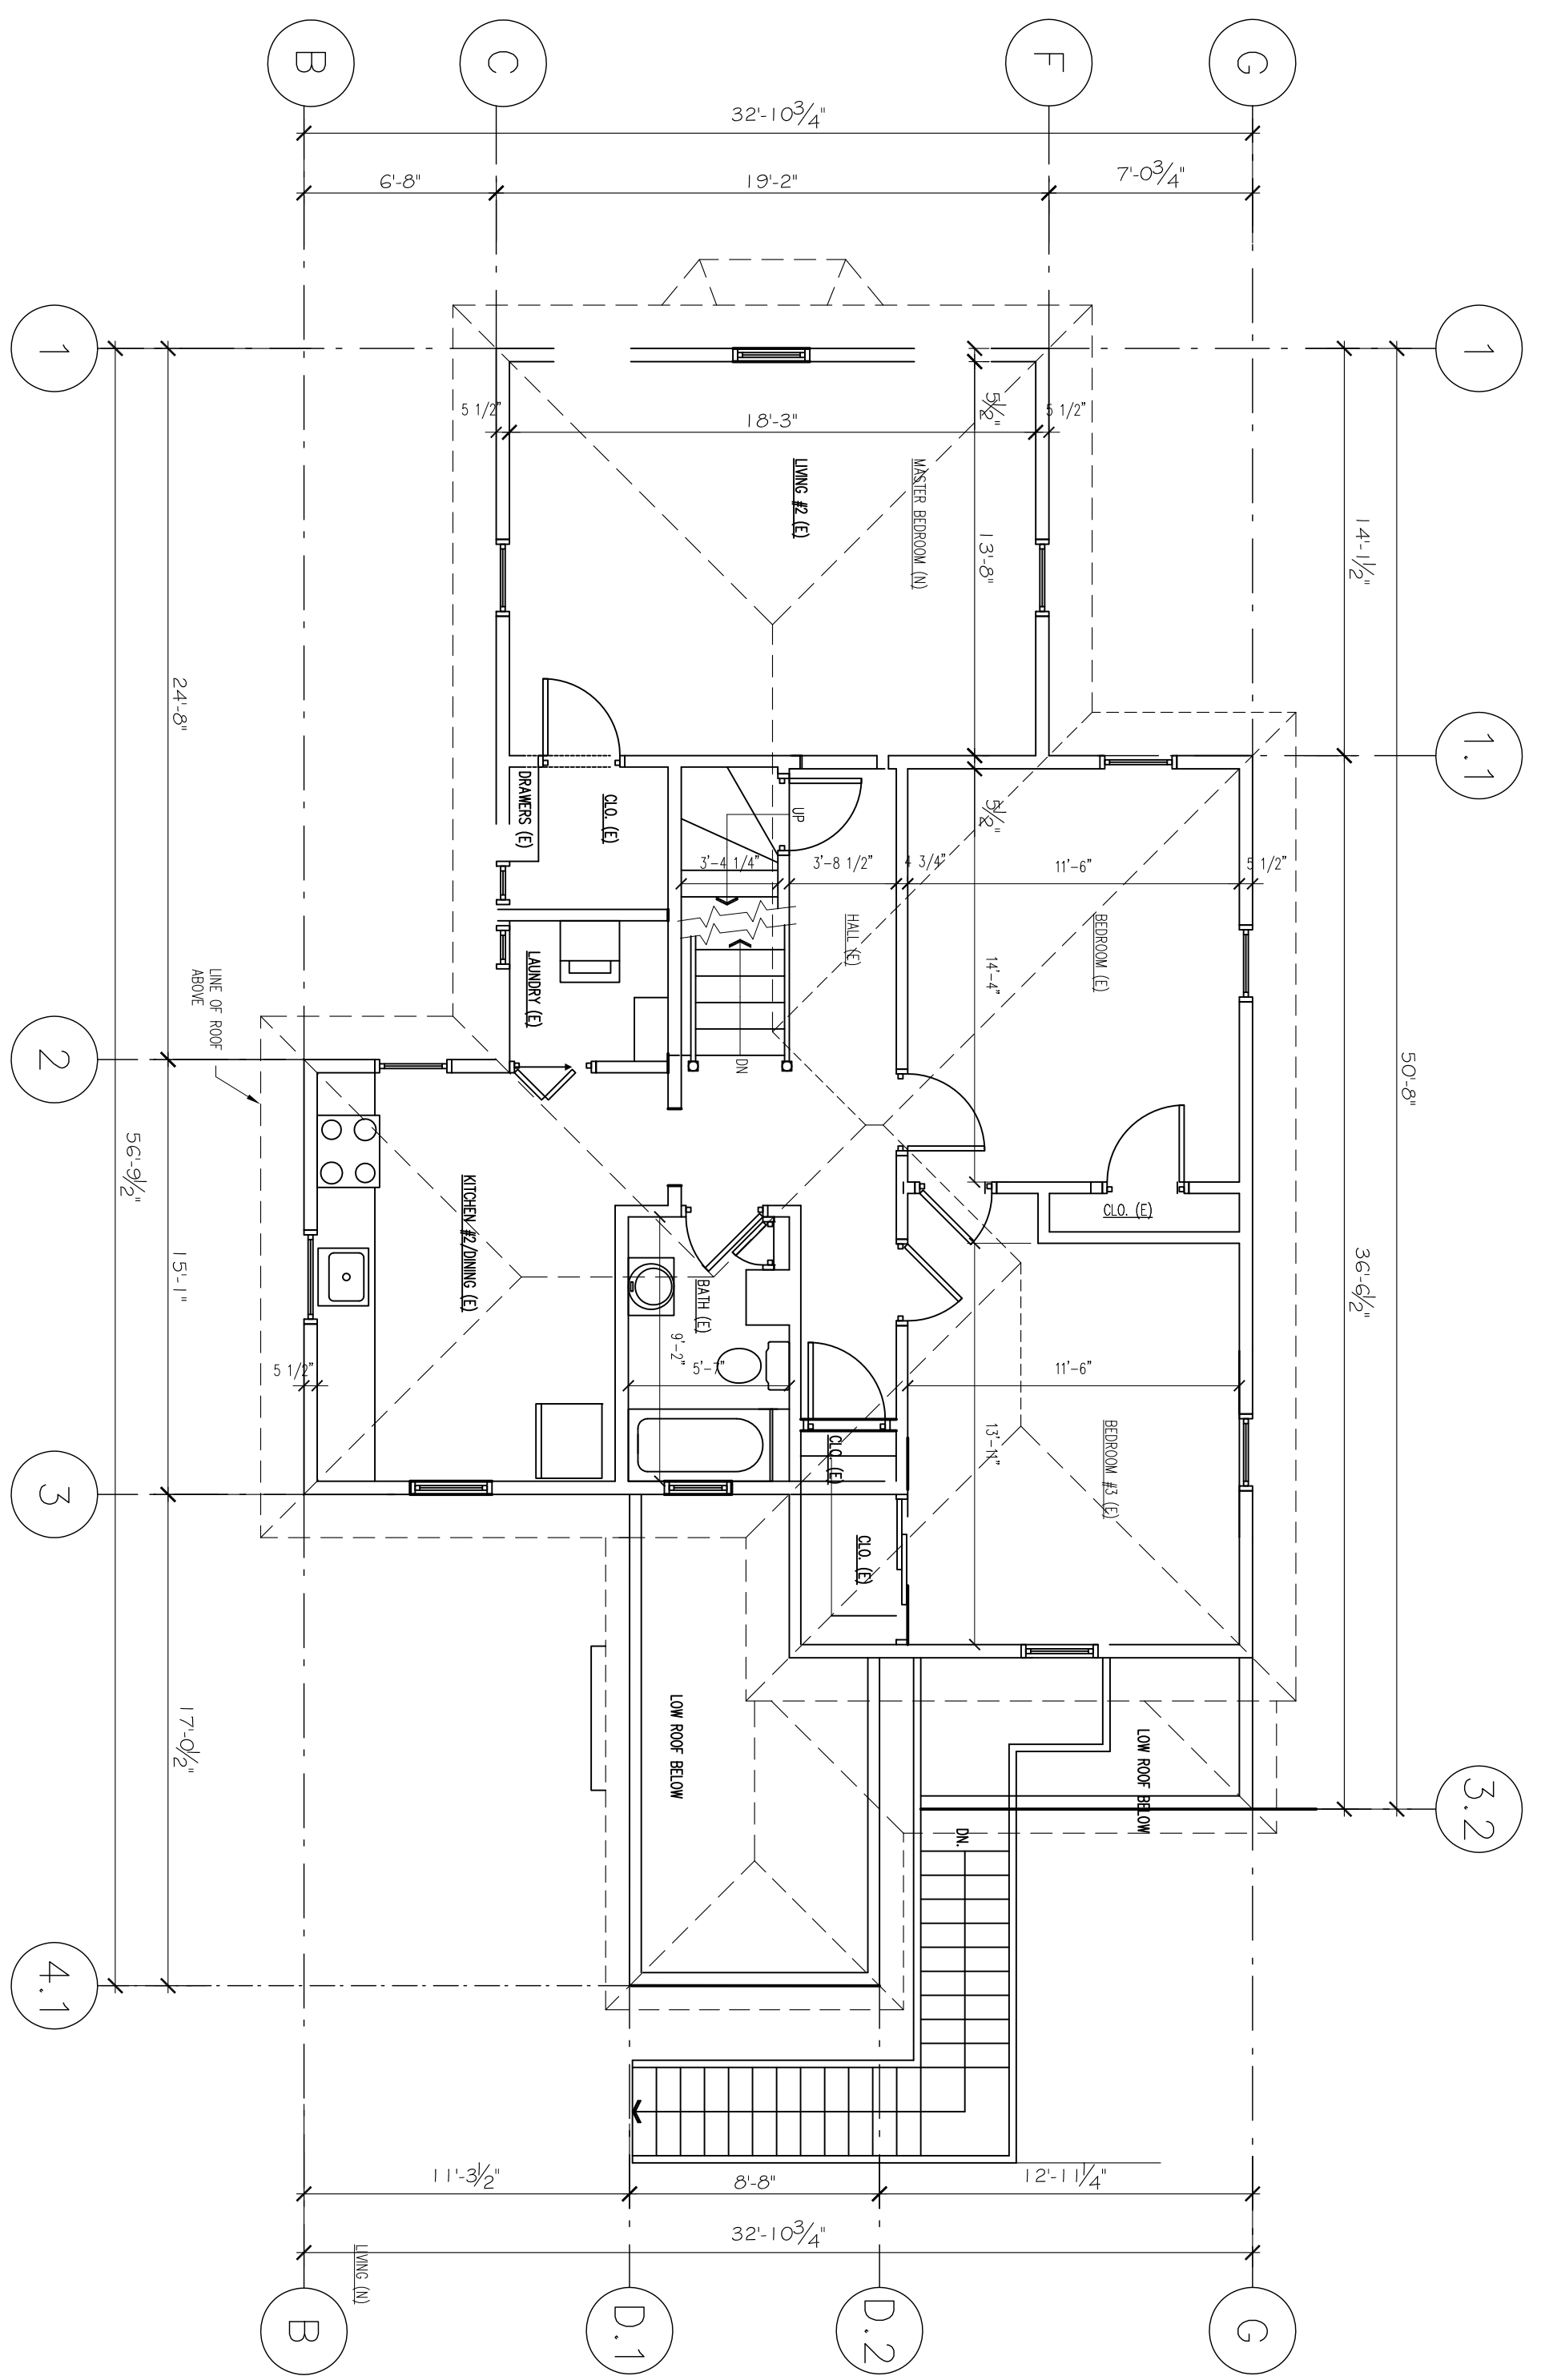 B
C
F
G
32'-10 3/4"
6'-8"
19'-2"
7'-0 3/4"
1
1
5 1/2"
18'-3"
5 1/2"
5 1/2"
14'-1 1/2"
LIVING #2 (E)
MASTER BEDROOM (N)
13'-8"
24'-8"
1.1
DRAWERS (E)
CLO. (E)
UP
5 1/2"
3'-4 1/4"
3'-8 1/2"
4 3/4"
11'-6"
5 1/2"
HALL (E)
BEDROOM (E)
14'-4"
LAUNDRY (E)
LINE OF ROOF
ABOVE
2
DN
50'-8"
56'-9 1/2"
KITCHEN #2/DINING (E)
CLO. (E)
15'-1"
BATH (E)
9'-2"
36'-6 1/2"
5 1/2"
5'-7"
11'-6"
CLO. (E)
13'-11"
BEDROOM #3 (E)
3
CLO. (E)
17'-0 1/2"
LOW ROOF BELOW
LOW ROOF BELOW
3.2
DN.
4.1
11'-3 1/2"
8'-8"
12'-11 1/4"
32'-10 3/4"
LIVING (N)
B
D.1
D.2
G